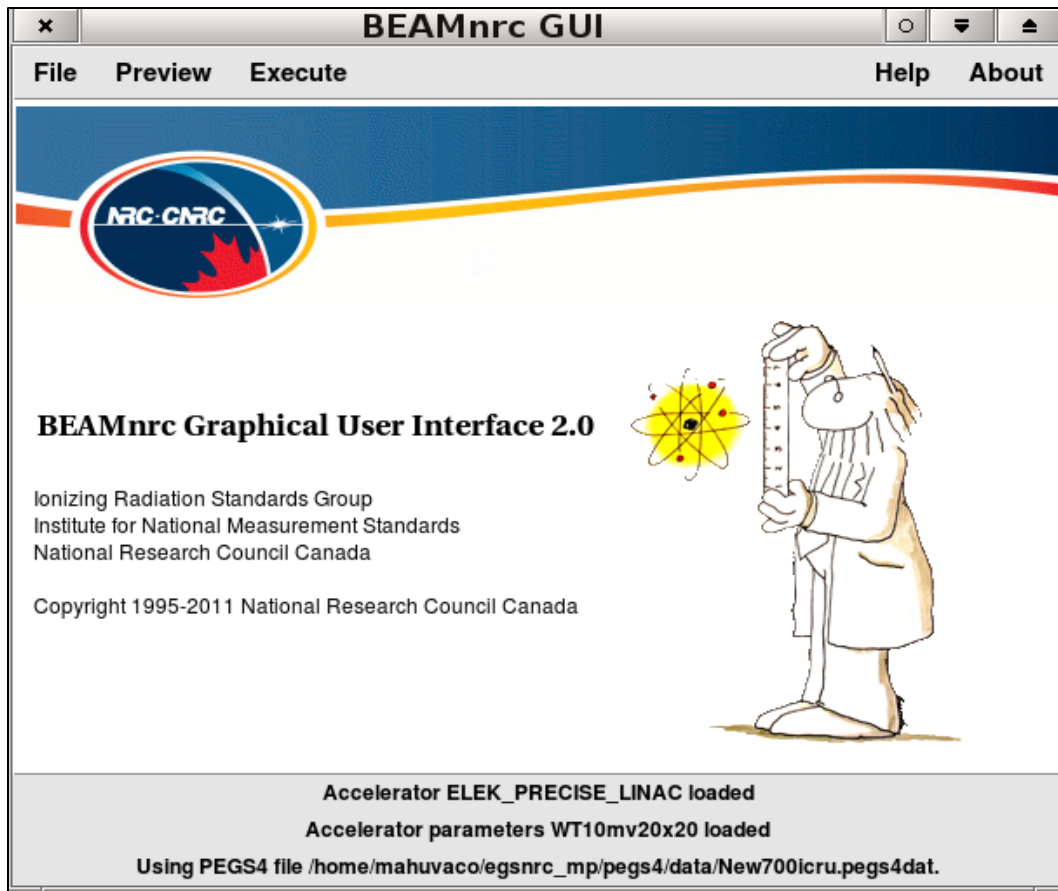 BEAMnrc GUI
File Preview Execute Help About
NRC·CNRC
BEAMnrc Graphical User Interface 2.0
Ionizing Radiation Standards Group
Institute for National Measurement Standards
National Research Council Canada
Copyright 1995-2011 National Research Council Canada
Accelerator ELEK_PRECISE_LINAC loaded
Accelerator parameters WT10mv20x20 loaded
Using PEGS4 file /home/mahuvaco/egsnrc_mp/pegs4/data/New700icru.pegs4dat.